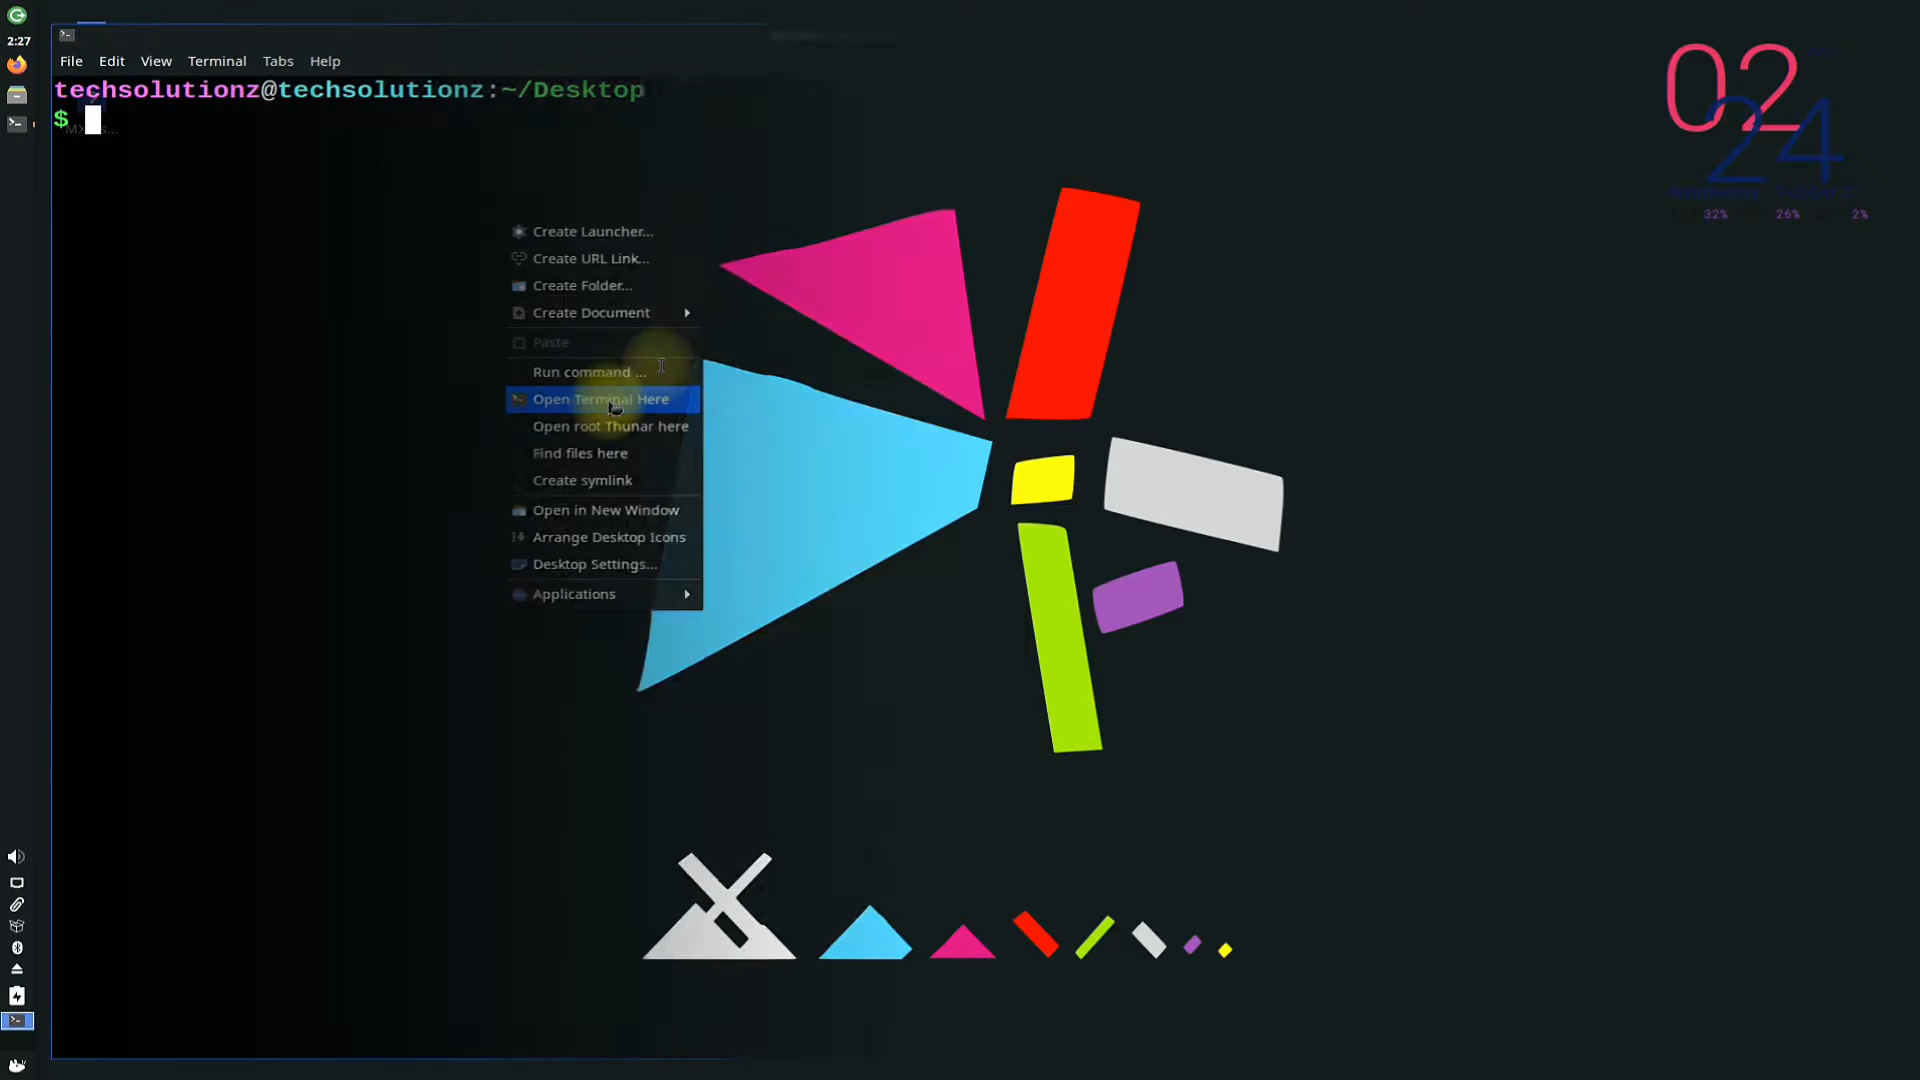 2:27
File Edit View Terminal Tabs Help
techsolutionz@techsolutionz:~/Desktop
$
02
24
32% 26% 2%
Create Launcher...
Create URL Link...
Create Folder...
Create Document
Paste
Run command ...
Open Terminal Here
Open root Thunar here
Find files here
Create symlink
Open in New Window
Arrange Desktop Icons
Desktop Settings...
Applications